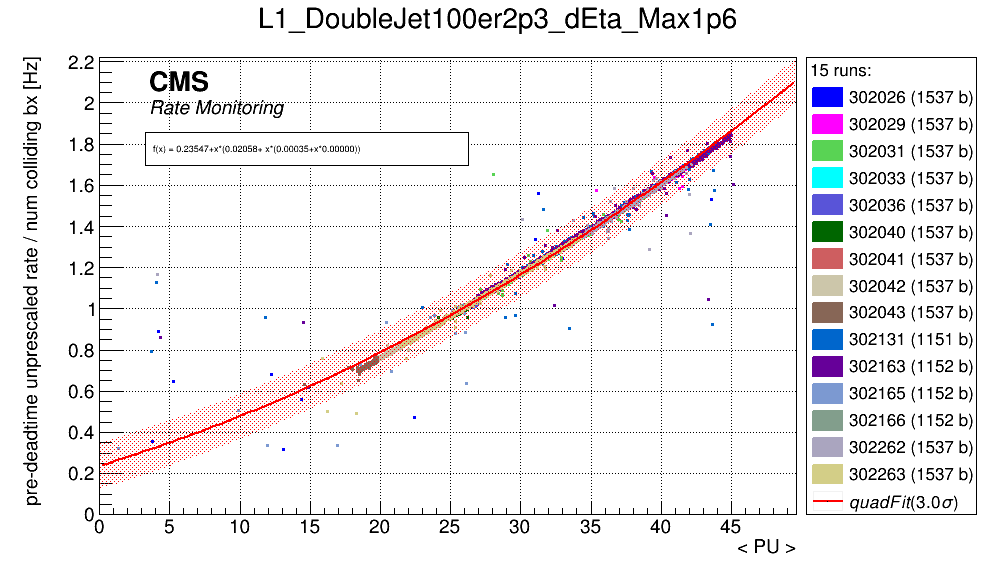 L1_DoubleJet100er2p3_dEta_Max1p6
pre-deadtime unprescaled rate / num colliding bx [Hz]
CMS
Rate Monitoring
f(x) = 0.23547+x*(0.02058+ x*(0.00035+x*0.00000))
2.2
2
1.8
1.6
1.4
1.2
1
0.8
0.6
0.4
0.2
0
0 5 10 15 20 25 30 35 40 45
< PU >
15 runs:
302026 (1537 b)
302029 (1537 b)
302031 (1537 b)
302033 (1537 b)
302036 (1537 b)
302040 (1537 b)
302041 (1537 b)
302042 (1537 b)
302043 (1537 b)
302131 (1151 b)
302163 (1152 b)
302165 (1152 b)
302166 (1152 b)
302262 (1537 b)
302263 (1537 b)
quadFit(3.0σ)